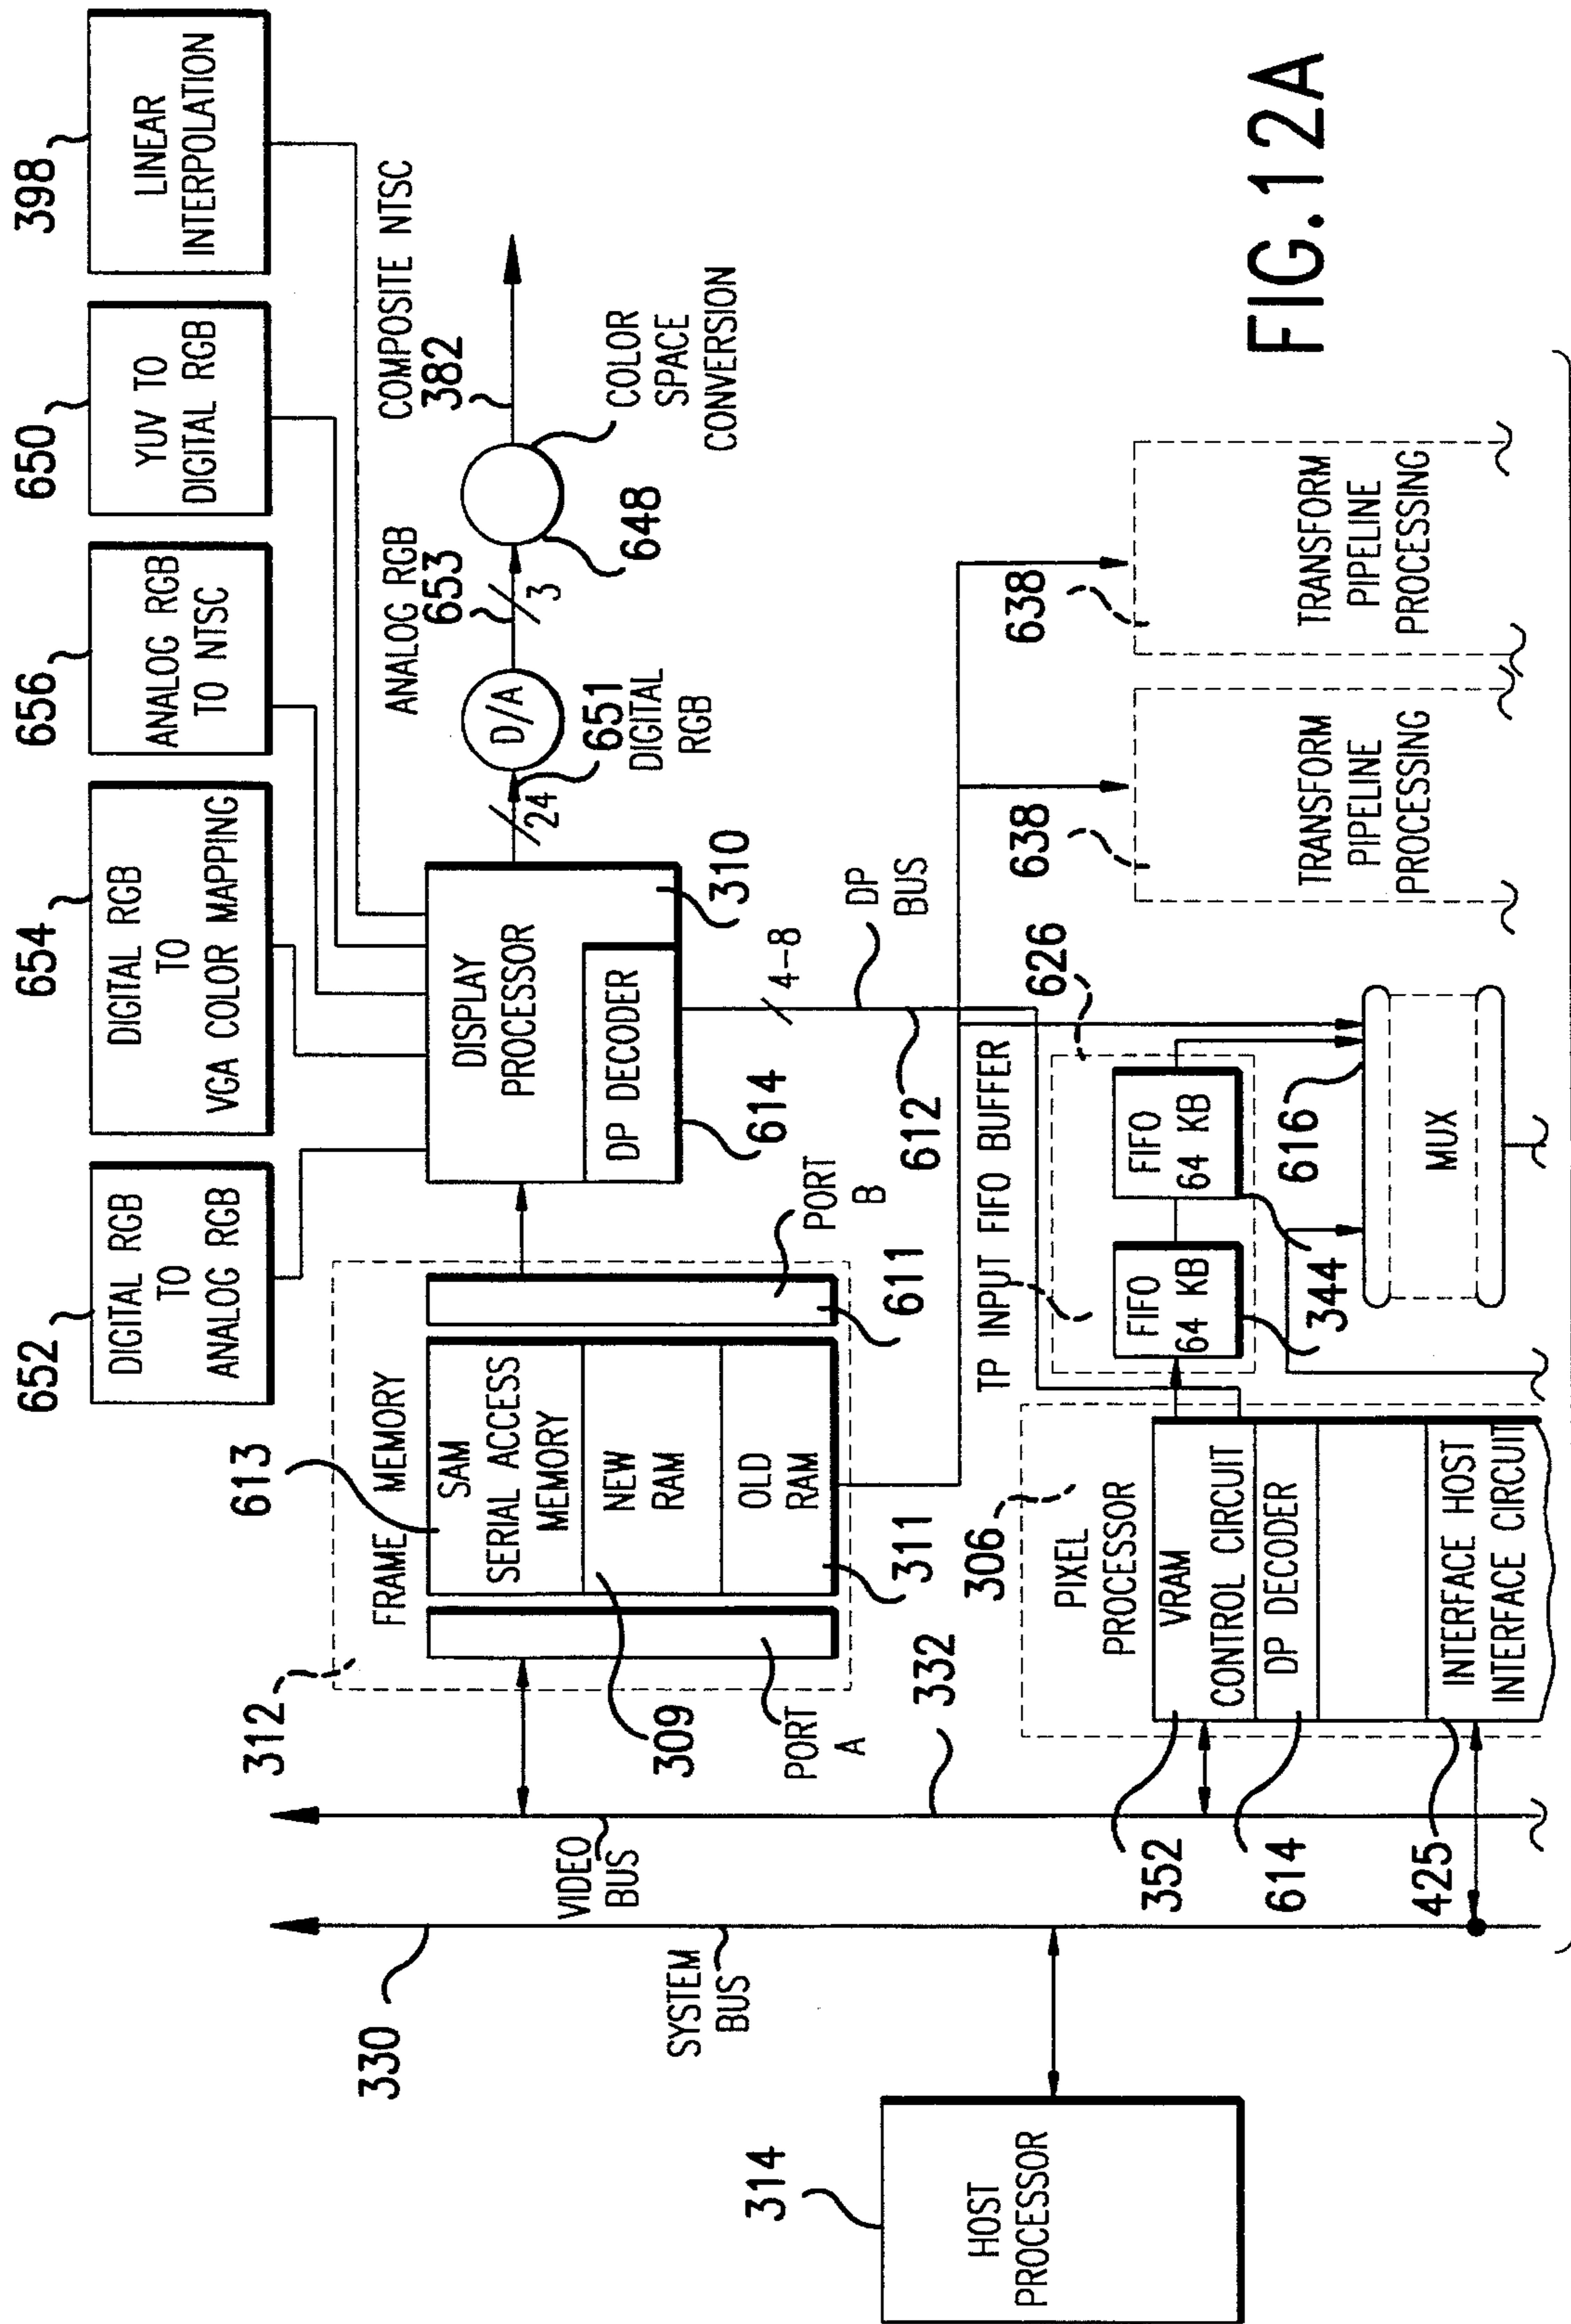 398
LINEAR
INTERPOLATION
650
YUV TO
DIGITAL RGB
656
ANALOG RGB
TO NTSC
654
DIGITAL RGB
TO
VGA COLOR MAPPING
652
DIGITAL RGB
TO
ANALOG RGB
COMPOSITE NTSC
382
COLOR
SPACE
CONVERSION
648
ANALOG RGB
653
3
D/A
651
DIGITAL
RGB
24
DISPLAY
PROCESSOR
310
DP DECODER
614
4-8
DP
BUS
612
FRAME MEMORY
312
613
SAM
SERIAL ACCESS
MEMORY
NEW
RAM
OLD
RAM
309
311
PORT
A
PORT
B
611
VIDEO
BUS
332
330
SYSTEM
BUS
314
HOST
PROCESSOR
306
PIXEL
PROCESSOR
VRAM
CONTROL CIRCUIT
DP DECODER
INTERFACE HOST
INTERFACE CIRCUIT
352
614
425
TP INPUT FIFO BUFFER
626
FIFO
64 KB
FIFO
64 KB
344
616
MUX
638
TRANSFORM
PIPELINE
PROCESSING
638
TRANSFORM
PIPELINE
PROCESSING
FIG.12A